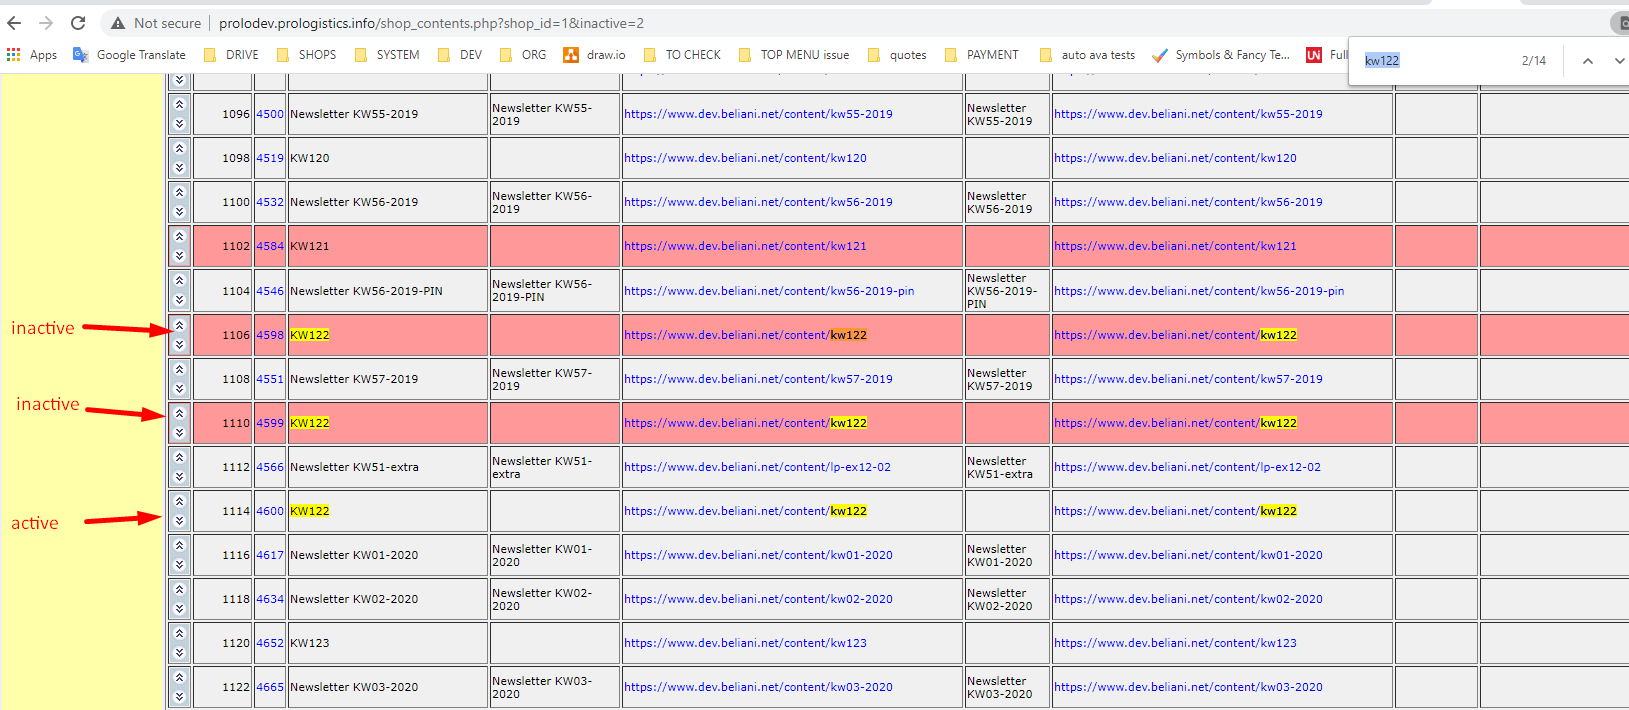 Not secure | prolodev.prologistics.info/shop_contents.php?shop_id=1&inactive=2
Apps Google Translate DRIVE SHOPS SYSTEM DEV ORG draw.io TO CHECK TOP MENU issue quotes PAYMENT auto ava tests Symbols & Fancy Te... UN Full
kw122 2/14
1096 4500 Newsletter KW55-2019 Newsletter KW55-2019 https://www.dev.beliani.net/content/kw55-2019 Newsletter KW55-2019 https://www.dev.beliani.net/content/kw55-2019
1098 4519 KW120 https://www.dev.beliani.net/content/kw120 https://www.dev.beliani.net/content/kw120
1100 4532 Newsletter KW56-2019 Newsletter KW56-2019 https://www.dev.beliani.net/content/kw56-2019 Newsletter KW56-2019 https://www.dev.beliani.net/content/kw56-2019
1102 4584 KW121 https://www.dev.beliani.net/content/kw121 https://www.dev.beliani.net/content/kw121
1104 4546 Newsletter KW56-2019-PIN Newsletter KW56-2019-PIN https://www.dev.beliani.net/content/kw56-2019-pin Newsletter KW56-2019-PIN https://www.dev.beliani.net/content/kw56-2019-pin
inactive 1106 4598 KW122 https://www.dev.beliani.net/content/kw122 https://www.dev.beliani.net/content/kw122
1108 4551 Newsletter KW57-2019 Newsletter KW57-2019 https://www.dev.beliani.net/content/kw57-2019 Newsletter KW57-2019 https://www.dev.beliani.net/content/kw57-2019
inactive 1110 4599 KW122 https://www.dev.beliani.net/content/kw122 https://www.dev.beliani.net/content/kw122
1112 4566 Newsletter KW51-extra Newsletter KW51-extra https://www.dev.beliani.net/content/lp-ex12-02 Newsletter KW51-extra https://www.dev.beliani.net/content/lp-ex12-02
active 1114 4600 KW122 https://www.dev.beliani.net/content/kw122 https://www.dev.beliani.net/content/kw122
1116 4617 Newsletter KW01-2020 Newsletter KW01-2020 https://www.dev.beliani.net/content/kw01-2020 Newsletter KW01-2020 https://www.dev.beliani.net/content/kw01-2020
1118 4634 Newsletter KW02-2020 Newsletter KW02-2020 https://www.dev.beliani.net/content/kw02-2020 Newsletter KW02-2020 https://www.dev.beliani.net/content/kw02-2020
1120 4652 KW123 https://www.dev.beliani.net/content/kw123 https://www.dev.beliani.net/content/kw123
1122 4665 Newsletter KW03-2020 Newsletter KW03-2020 https://www.dev.beliani.net/content/kw03-2020 Newsletter KW03-2020 https://www.dev.beliani.net/content/kw03-2020